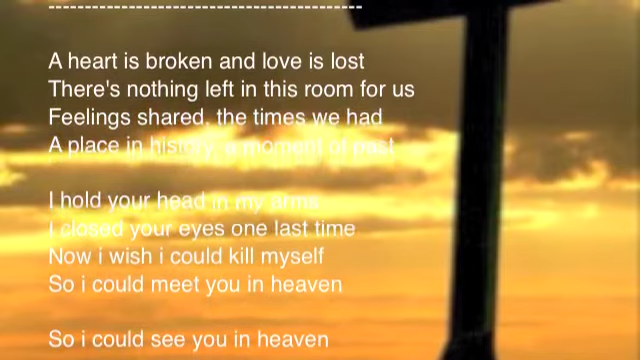 --------------------------------------------
A heart is broken and love is lost
There's nothing left in this room for us
Feelings shared, the times we had
A place in history, a moment of past
I hold your head in my arms
I closed your eyes one last time
Now i wish i could kill myself
So i could meet you in heaven
So i could see you in heaven